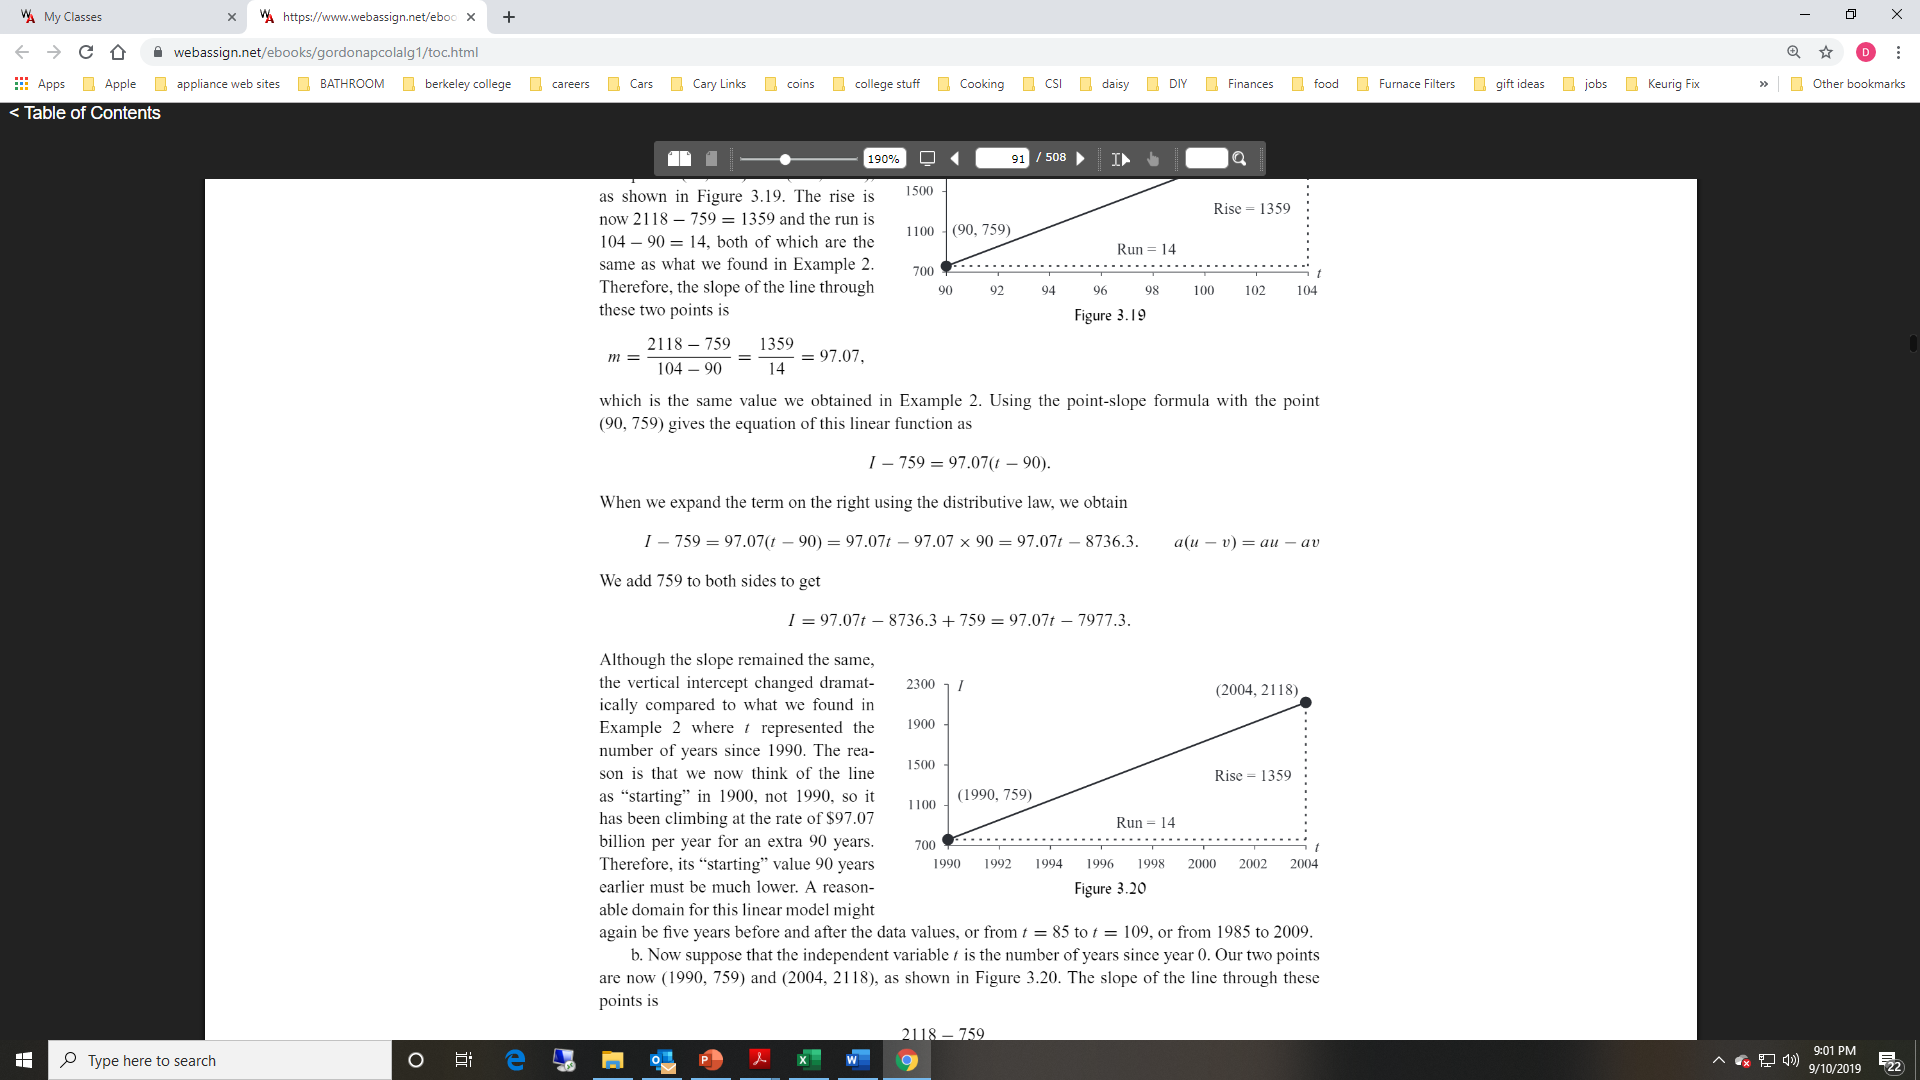 My Classes
https://www.webassign.net/eboo
webassign.net/ebooks/gordonapcolalg1/toc.html
D
Apps
Apple
appliance web sites
BATHROOM
berkeley college
careers
Cars
Cary Links
coins
college stuff
Cooking
CSI
daisy
DIY
Finances
food
Furnace Filters
gift ideas
jobs
Keurig Fix
»
Other bookmarks
< Table of Contents
190%
91 / 508
as shown in Figure 3.19. The rise is
now 2118 – 759 = 1359 and the run is
104 – 90 = 14, both of which are the
same as what we found in Example 2.
Therefore, the slope of the line through
these two points is
1500
1100
700
(90, 759)
Rise = 1359
Run = 14
t
90 92 94 96 98 100 102 104
Figure 3.19
m = (2118 – 759)/(104 – 90) = 1359/14 = 97.07,
which is the same value we obtained in Example 2. Using the point-slope formula with the point
(90, 759) gives the equation of this linear function as
I – 759 = 97.07(t – 90).
When we expand the term on the right using the distributive law, we obtain
I – 759 = 97.07(t – 90) = 97.07t – 97.07 × 90 = 97.07t – 8736.3. a(u – v) = au – av
We add 759 to both sides to get
I = 97.07t – 8736.3 + 759 = 97.07t – 7977.3.
Although the slope remained the same,
the vertical intercept changed dramat-
ically compared to what we found in
Example 2 where t represented the
number of years since 1990. The rea-
son is that we now think of the line
as “starting” in 1900, not 1990, so it
has been climbing at the rate of $97.07
billion per year for an extra 90 years.
Therefore, its “starting” value 90 years
earlier must be much lower. A reason-
able domain for this linear model might
again be five years before and after the data values, or from t = 85 to t = 109, or from 1985 to 2009.
2300
1900
1500
1100
700
I
(2004, 2118)
(1990, 759)
Rise = 1359
Run = 14
t
1990 1992 1994 1996 1998 2000 2002 2004
Figure 3.20
b. Now suppose that the independent variable t is the number of years since year 0. Our two points
are now (1990, 759) and (2004, 2118), as shown in Figure 3.20. The slope of the line through these
points is
2118 – 759
Type here to search
9:01 PM
9/10/2019
22